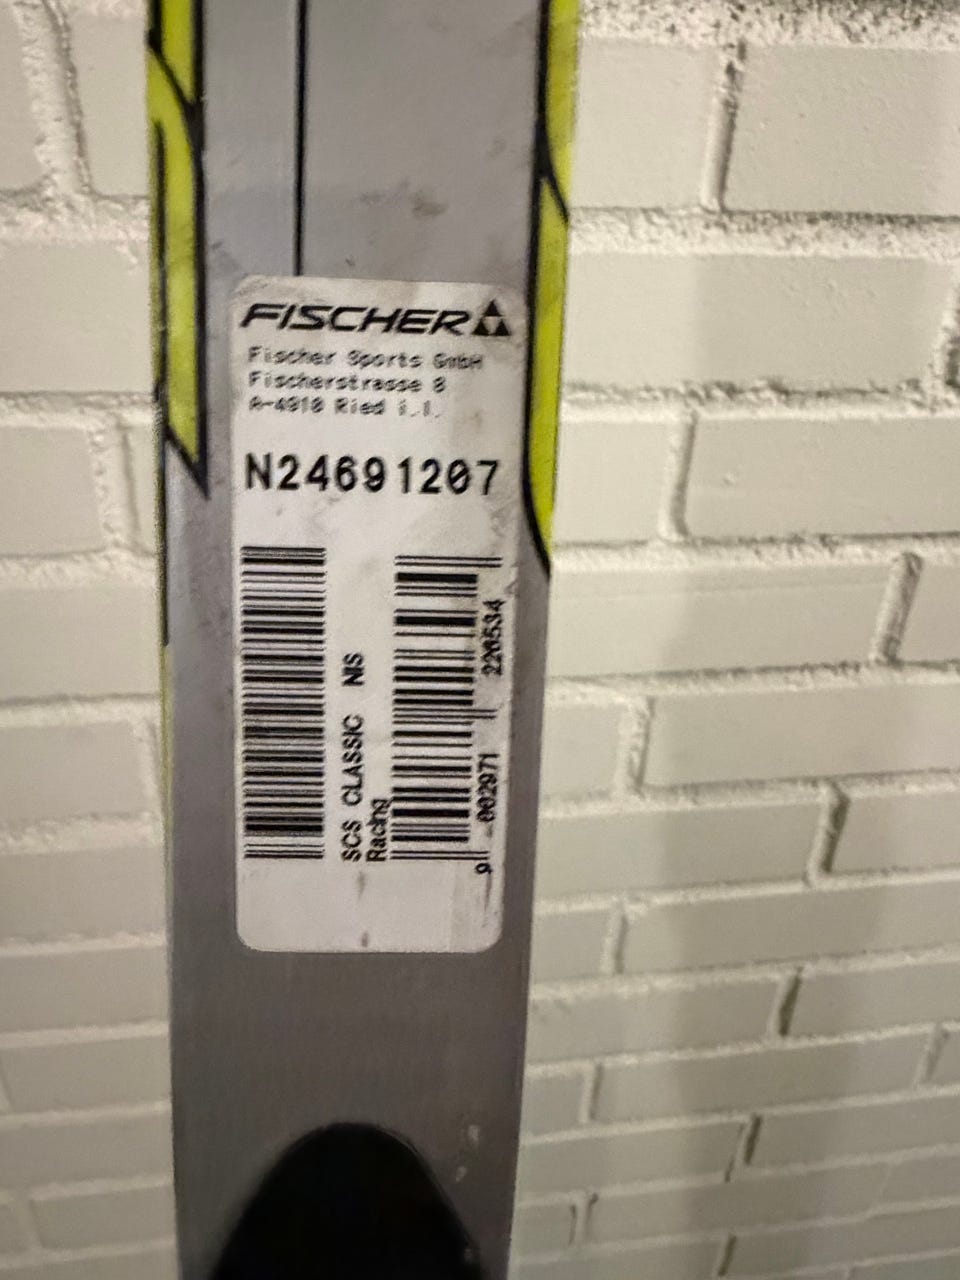 FISCHER
Fischer Sports GmbH
Fischerstrasse 8
A-4910 Ried i.I.
N24691207
SCS CLASSIC NIS
Racing
9 002971 220534